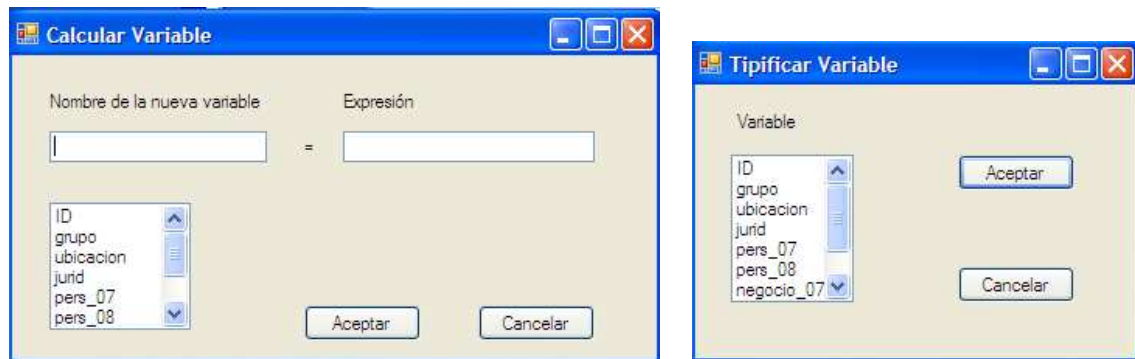 Calcular Variable
Nombre de la nueva variable
Expresión
=
ID
grupo
ubicacion
jurid
pers_07
pers_08
Aceptar
Cancelar
Tipificar Variable
Variable
ID
grupo
ubicacion
jurid
pers_07
pers_08
negocio_07
Aceptar
Cancelar